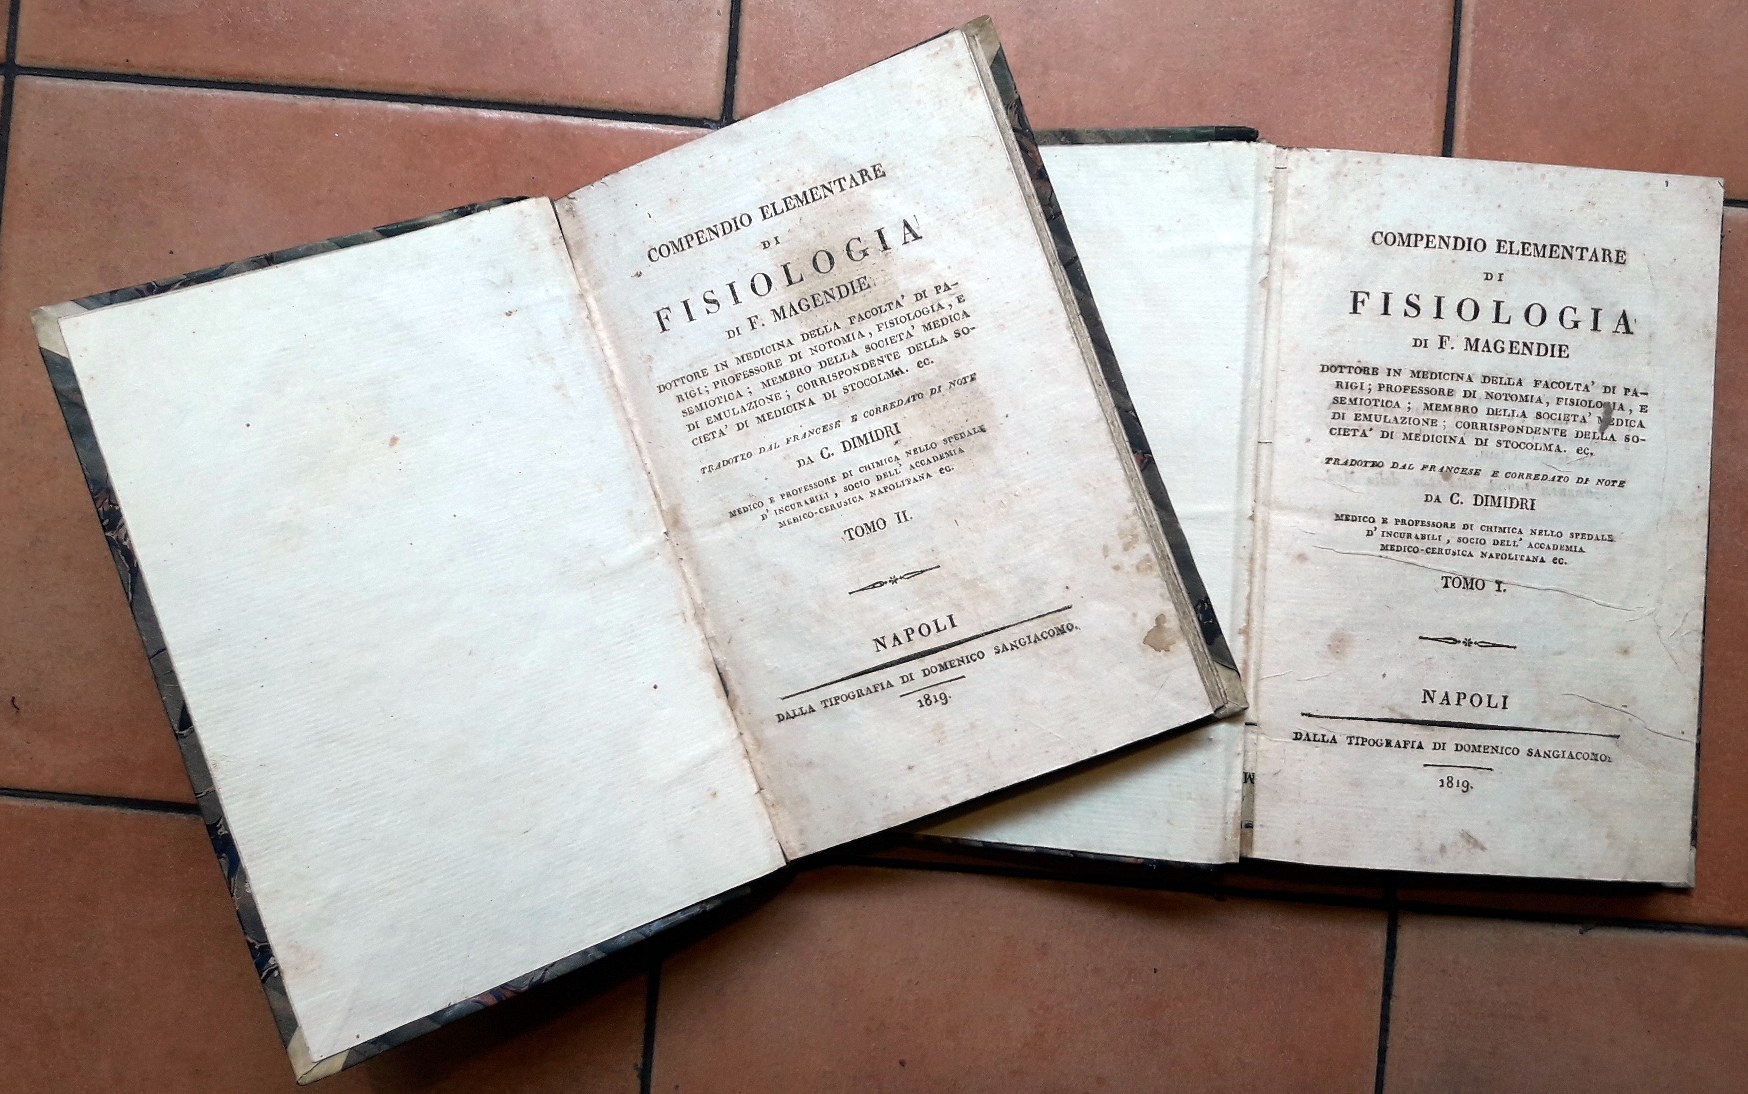 COMPENDIO ELEMENTARE
DI
FISIOLOGIA
DI F. MAGENDIE
DOTTORE IN MEDICINA DELLA FACOLTA' DI PA-
RIGI; PROFESSORE DI NOTOMIA, FISIOLOGIA, E
SEMIOTICA; MEMBRO DELLA SOCIETA' MEDICA
DI EMULAZIONE; CORRISPONDENTE DELLA SO-
CIETA' DI MEDICINA DI STOCOLMA. ec.
TRADOTTO DAL FRANCESE E CORREDATO DI NOTE
DA C. DIMIDRI
MEDICO E PROFESSORE DI CHIMICA NELLO SPEDALE
D' INCURABILI, SOCIO DELL' ACCADEMIA
MEDICO-CERUSICA NAPOLITANA ec.
TOMO II.
NAPOLI
DALLA TIPOGRAFIA DI DOMENICO SANGIACOMO.
1819.
COMPENDIO ELEMENTARE
DI
FISIOLOGIA
DI F. MAGENDIE
DOTTORE IN MEDICINA DELLA FACOLTA' DI PA-
RIGI; PROFESSORE DI NOTOMIA, FISIOLOGIA, E
SEMIOTICA; MEMBRO DELLA SOCIETA' MEDICA
DI EMULAZIONE; CORRISPONDENTE DELLA SO-
CIETA' DI MEDICINA DI STOCOLMA. ec.
TRADOTTO DAL FRANCESE E CORREDATO DI NOTE
DA C. DIMIDRI
MEDICO E PROFESSORE DI CHIMICA NELLO SPEDALE
D' INCURABILI, SOCIO DELL' ACCADEMIA
MEDICO-CERUSICA NAPOLITANA ec.
TOMO I.
NAPOLI
DALLA TIPOGRAFIA DI DOMENICO SANGIACOMO.
1819.